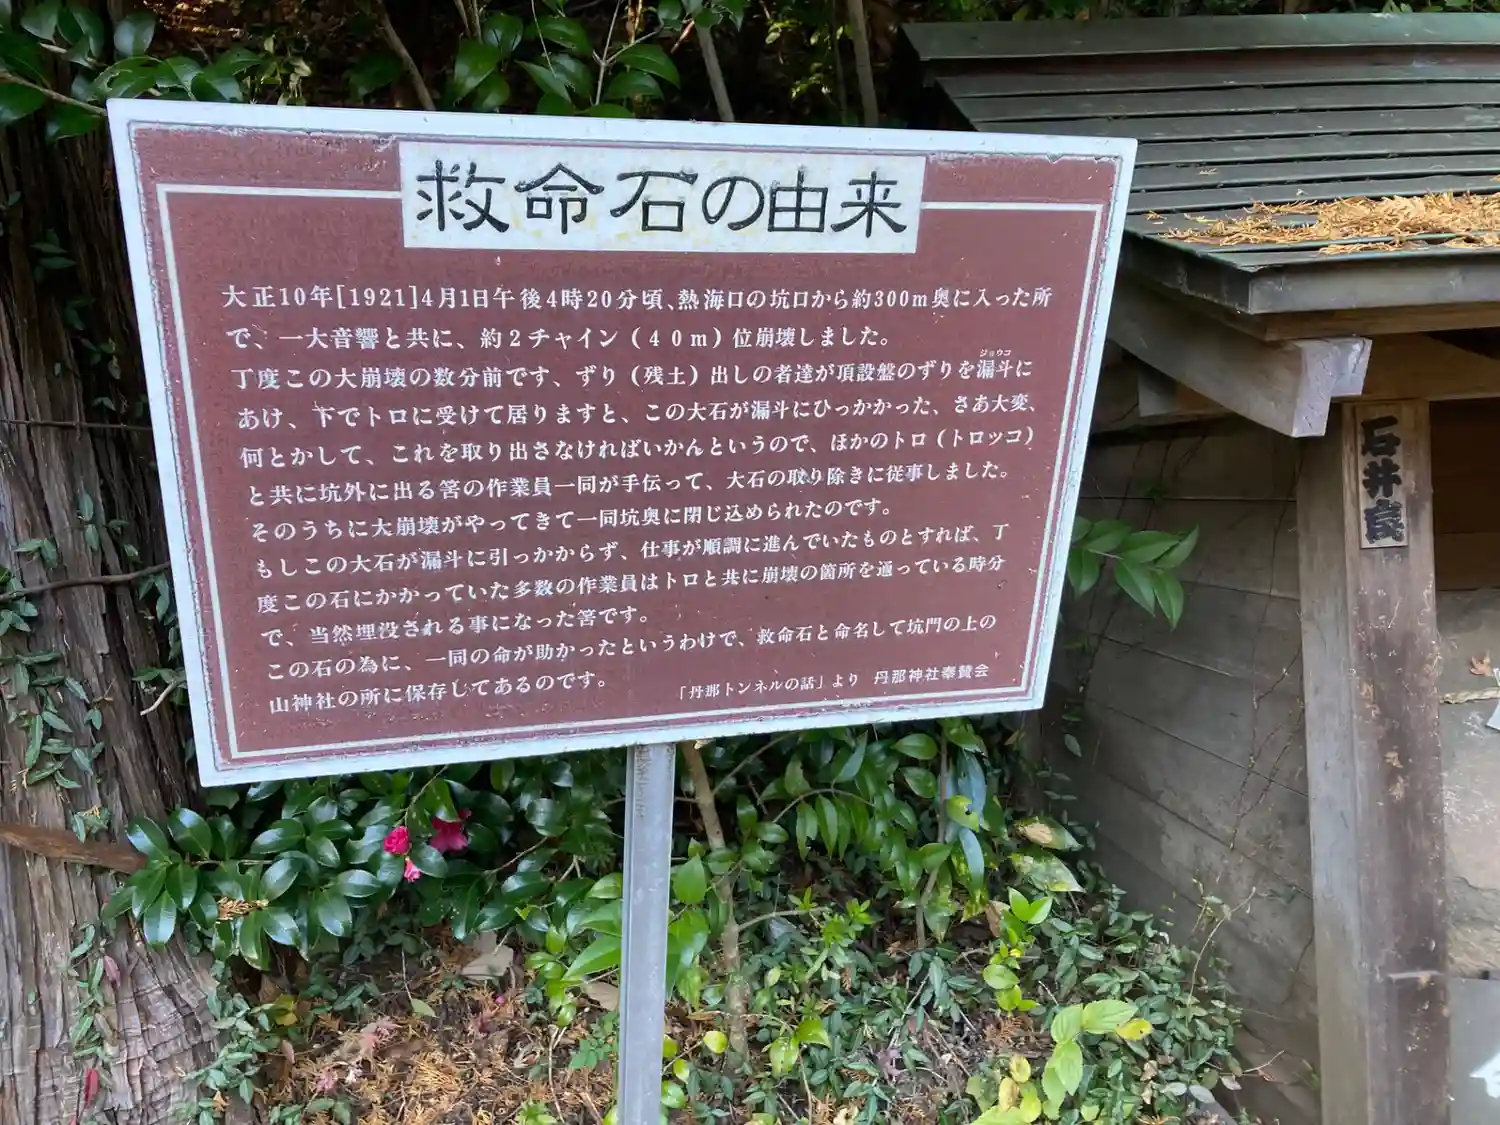 救命石の由来
大正10年[1921]4月1日午後4時20分頃、熱海口の坑口から約300m奥に入った所
で、一大音響と共に、約2チャイン（40m）位崩壊しました。
丁度この大崩壊の数分前です、ずり（残土）出しの者達が頂設盤のずりを漏斗に
ジョウゴ
あけ、下でトロに受けて居りますと、この大石が漏斗にひっかかった、さあ大変、
何とかして、これを取り出さなければいかんというので、ほかのトロ（トロッコ）
と共に坑外に出る筈の作業員一同が手伝って、大石の取り除きに従事しました。
そのうちに大崩壊がやってきて一同坑奥に閉じ込められたのです。
もしこの大石が漏斗に引っかからず、仕事が順調に進んでいたものとすれば、丁
度この石にかかっていた多数の作業員はトロと共に崩壊の箇所を通っている時分
で、当然埋没される事になった筈です。
この石の為に、一同の命が助かったというわけで、救命石と命名して坑門の上の
山神社の所に保存してあるのです。
「丹那トンネルの話」より 丹那神社奉賛会
石井